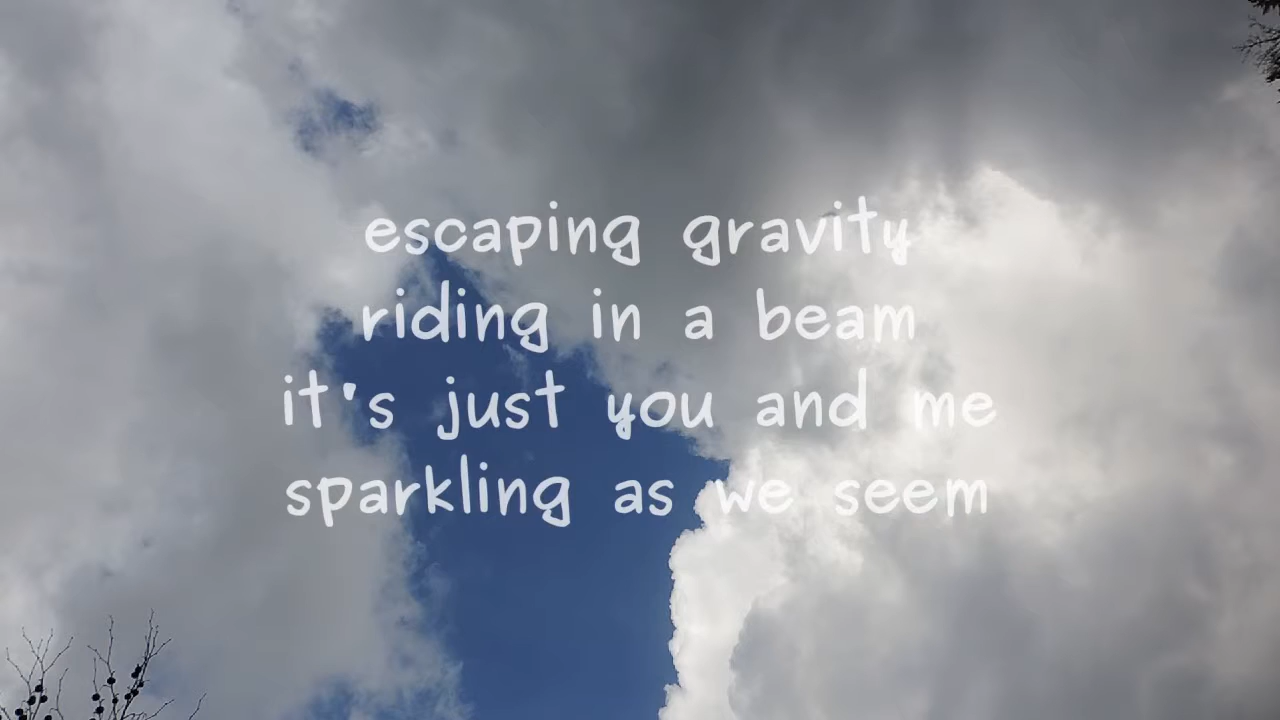 escaping gravity
riding in a beam
it's just you and me
sparkling as we seem